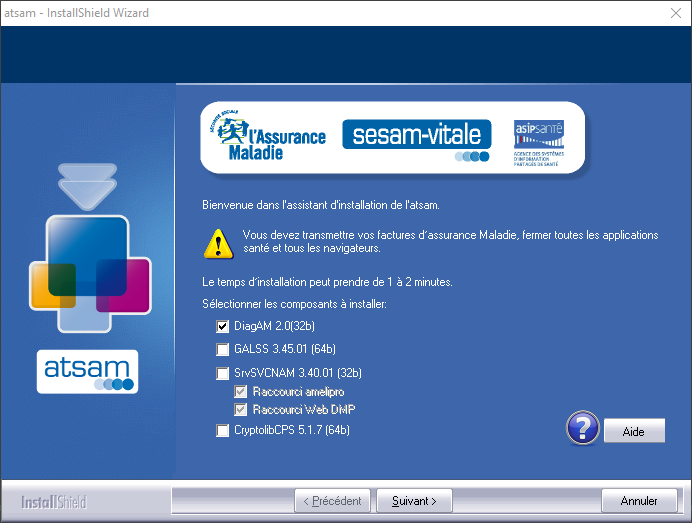 atsam - InstallShield Wizard
SÉCURITÉ SOCIALE
l'Assurance
Maladie
sesam-vitale
asipsanté
AGENCE DES SYSTÈMES
D'INFORMATION
PARTAGÉS DE SANTÉ
Bienvenue dans l'assistant d'installation de l'atsam.
Vous devez transmettre vos factures d'assurance Maladie, fermer toutes les applications
santé et tous les navigateurs.
Le temps d'installation peut prendre de 1 à 2 minutes.
Sélectionner les composants à installer:
DiagAM 2.0(32b)
GALSS 3.45.01 (64b)
SrvSVCNAM 3.40.01 (32b)
Raccourci amelipro
Raccourci Web DMP
CryptolibCPS 5.1.7 (64b)
atsam
? Aide
InstallShield
< Précédent Suivant > Annuler